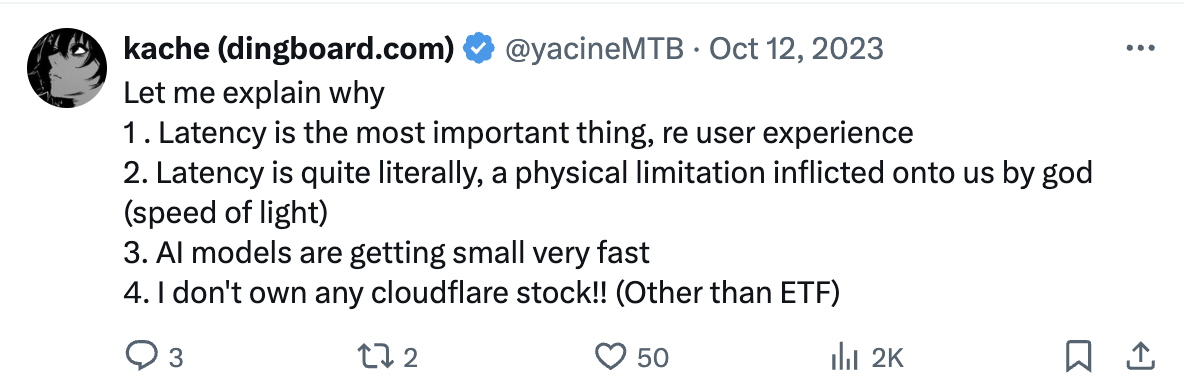 kache (dingboard.com) @yacineMTB · Oct 12, 2023
Let me explain why
1 . Latency is the most important thing, re user experience
2. Latency is quite literally, a physical limitation inflicted onto us by god
(speed of light)
3. AI models are getting small very fast
4. I don't own any cloudflare stock!! (Other than ETF)
3 2 50 2K